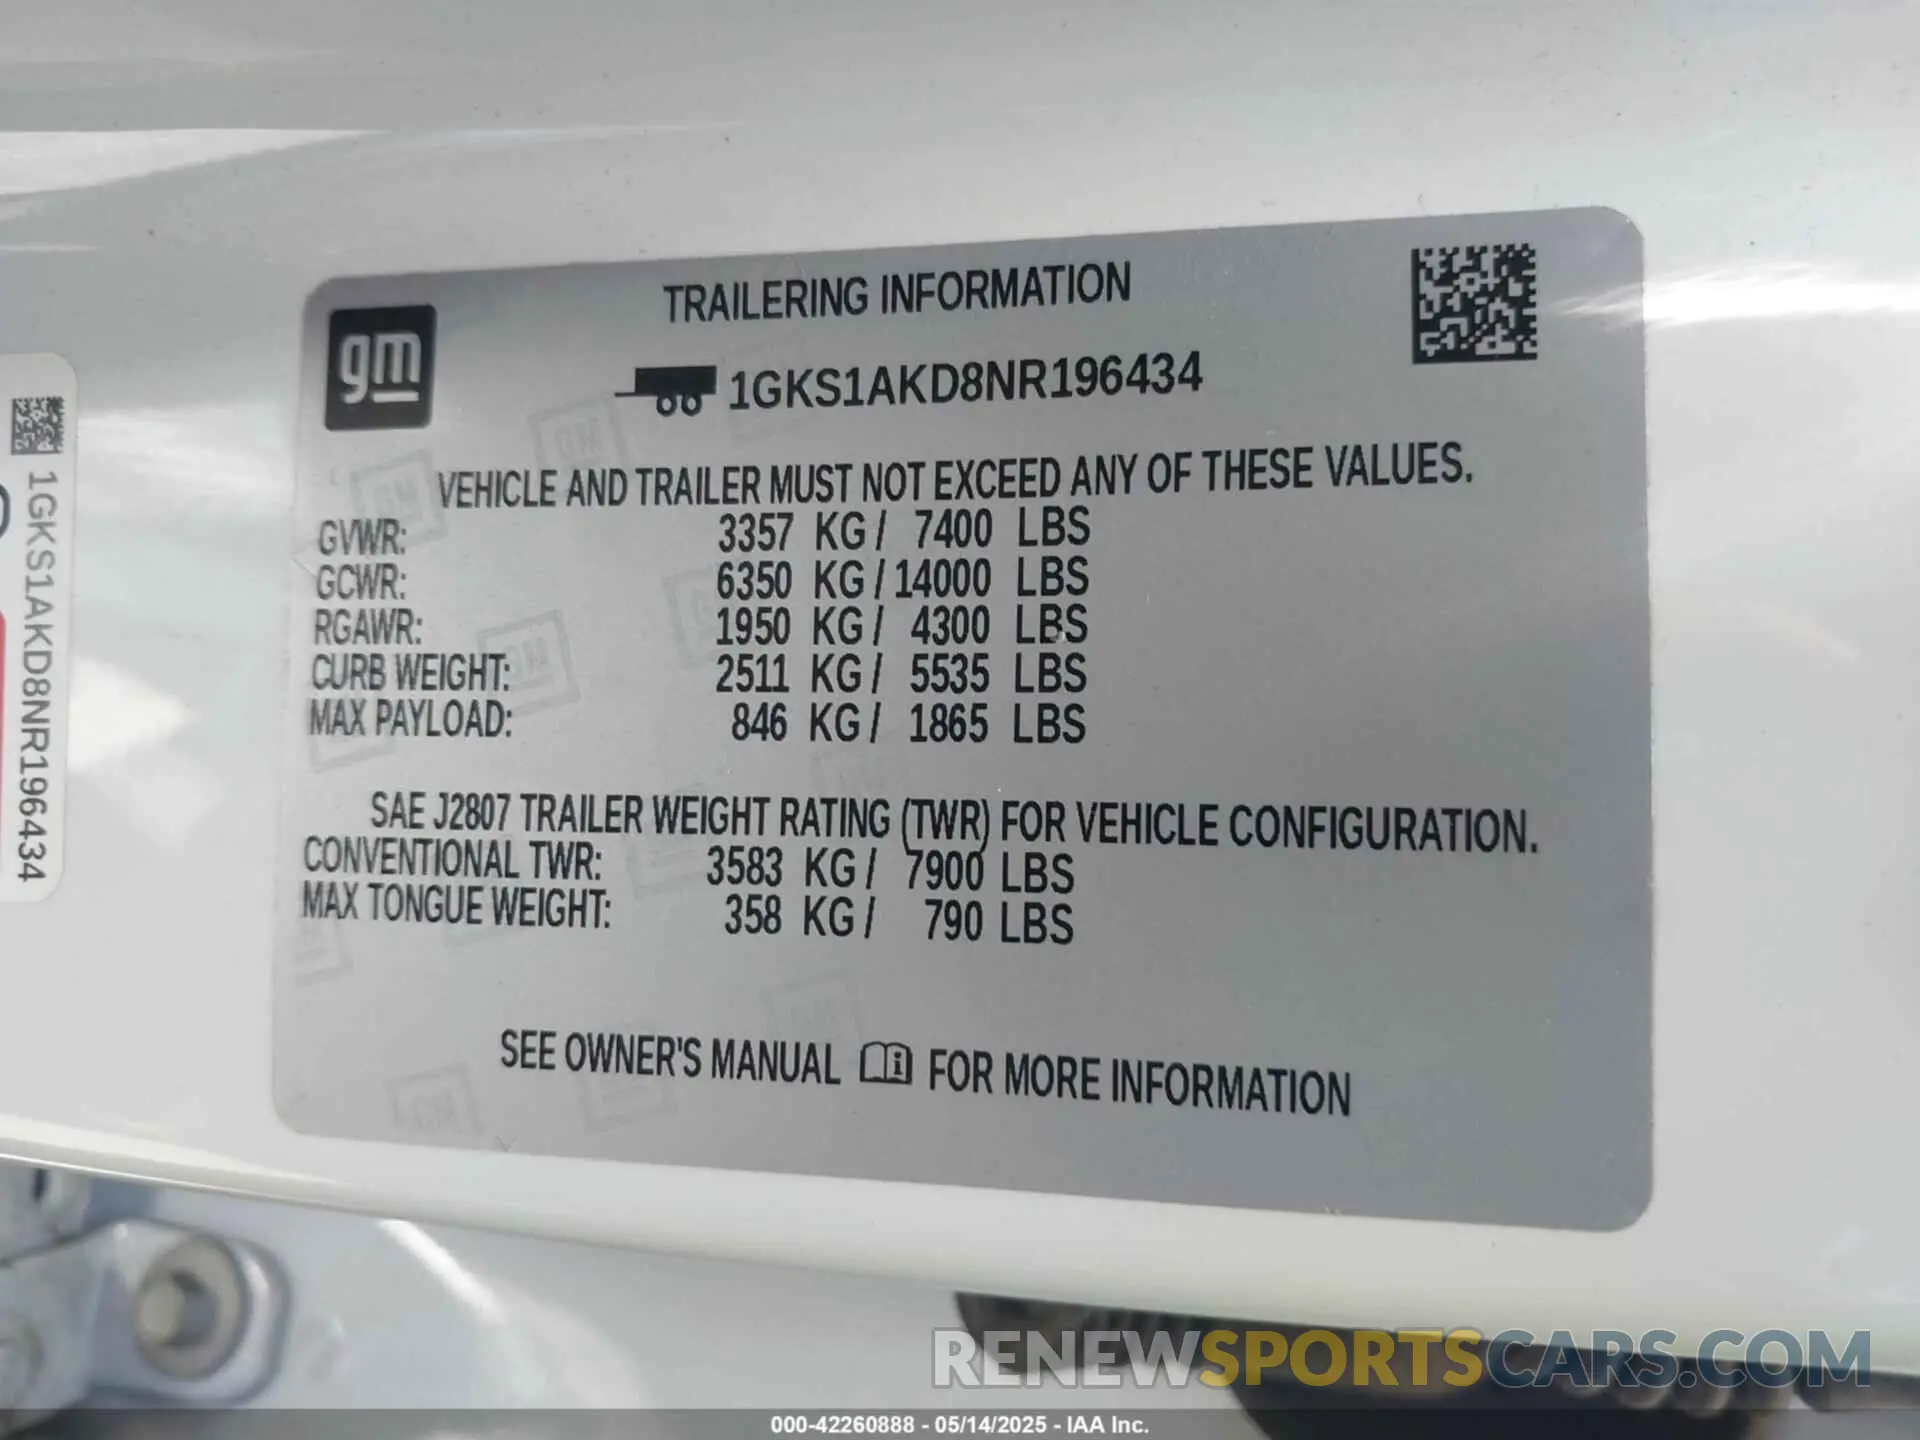 TRAILERING INFORMATION
gm
1GKS1AKD8NR196434
VEHICLE AND TRAILER MUST NOT EXCEED ANY OF THESE VALUES.
GVWR: 3357 KG / 7400 LBS
GCWR: 6350 KG / 14000 LBS
RGAWR: 1950 KG / 4300 LBS
CURB WEIGHT: 2511 KG / 5535 LBS
MAX PAYLOAD: 846 KG / 1865 LBS
SAE J2807 TRAILER WEIGHT RATING (TWR) FOR VEHICLE CONFIGURATION.
CONVENTIONAL TWR: 3583 KG / 7900 LBS
MAX TONGUE WEIGHT: 358 KG / 790 LBS
SEE OWNER'S MANUAL FOR MORE INFORMATION
1GKS1AKD8NR196434
RENEWSPORTSCARS.COM
000-42260888 - 05/14/2025 - IAA Inc.